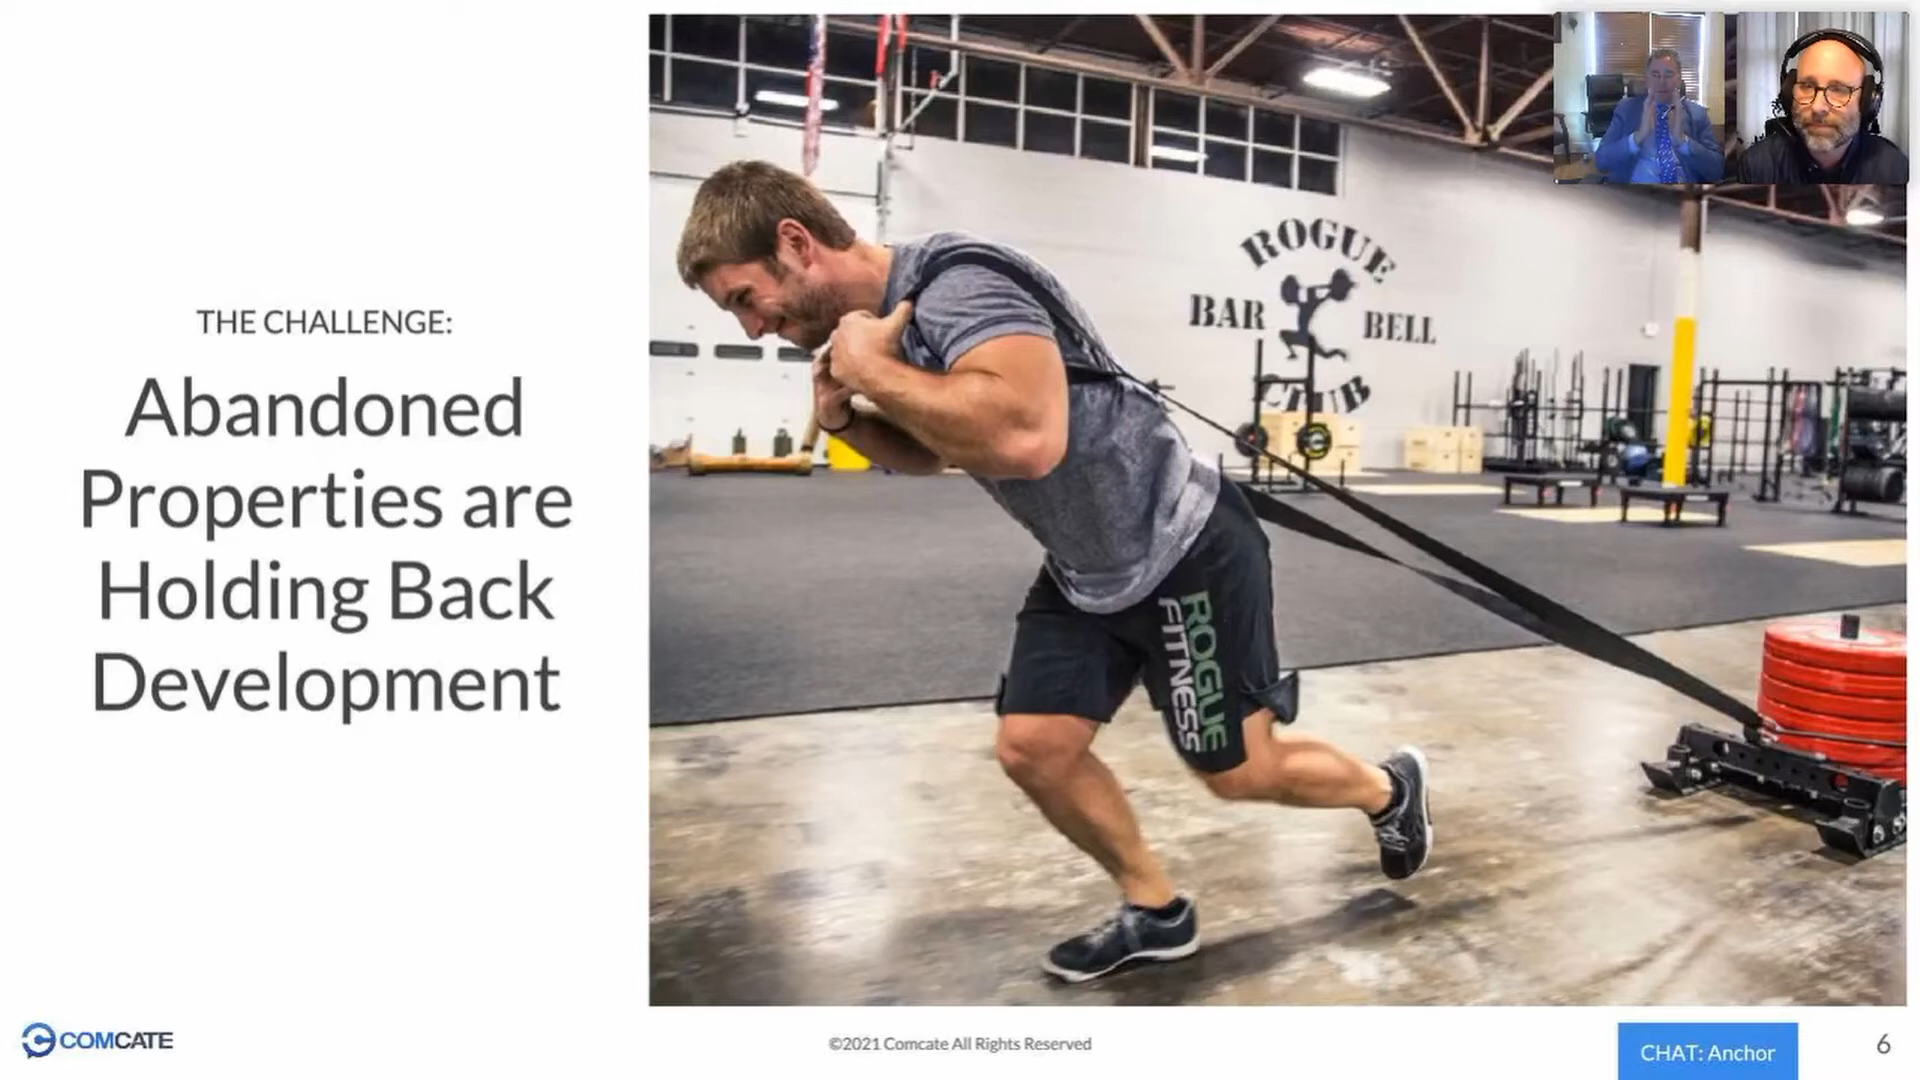 THE CHALLENGE:
Abandoned
Properties are
Holding Back
Development
ROGUE
BAR BELL
CLUB
ROGUE
FITNESS
COMCATE
©2021 Comcate All Rights Reserved
CHAT: Anchor
6